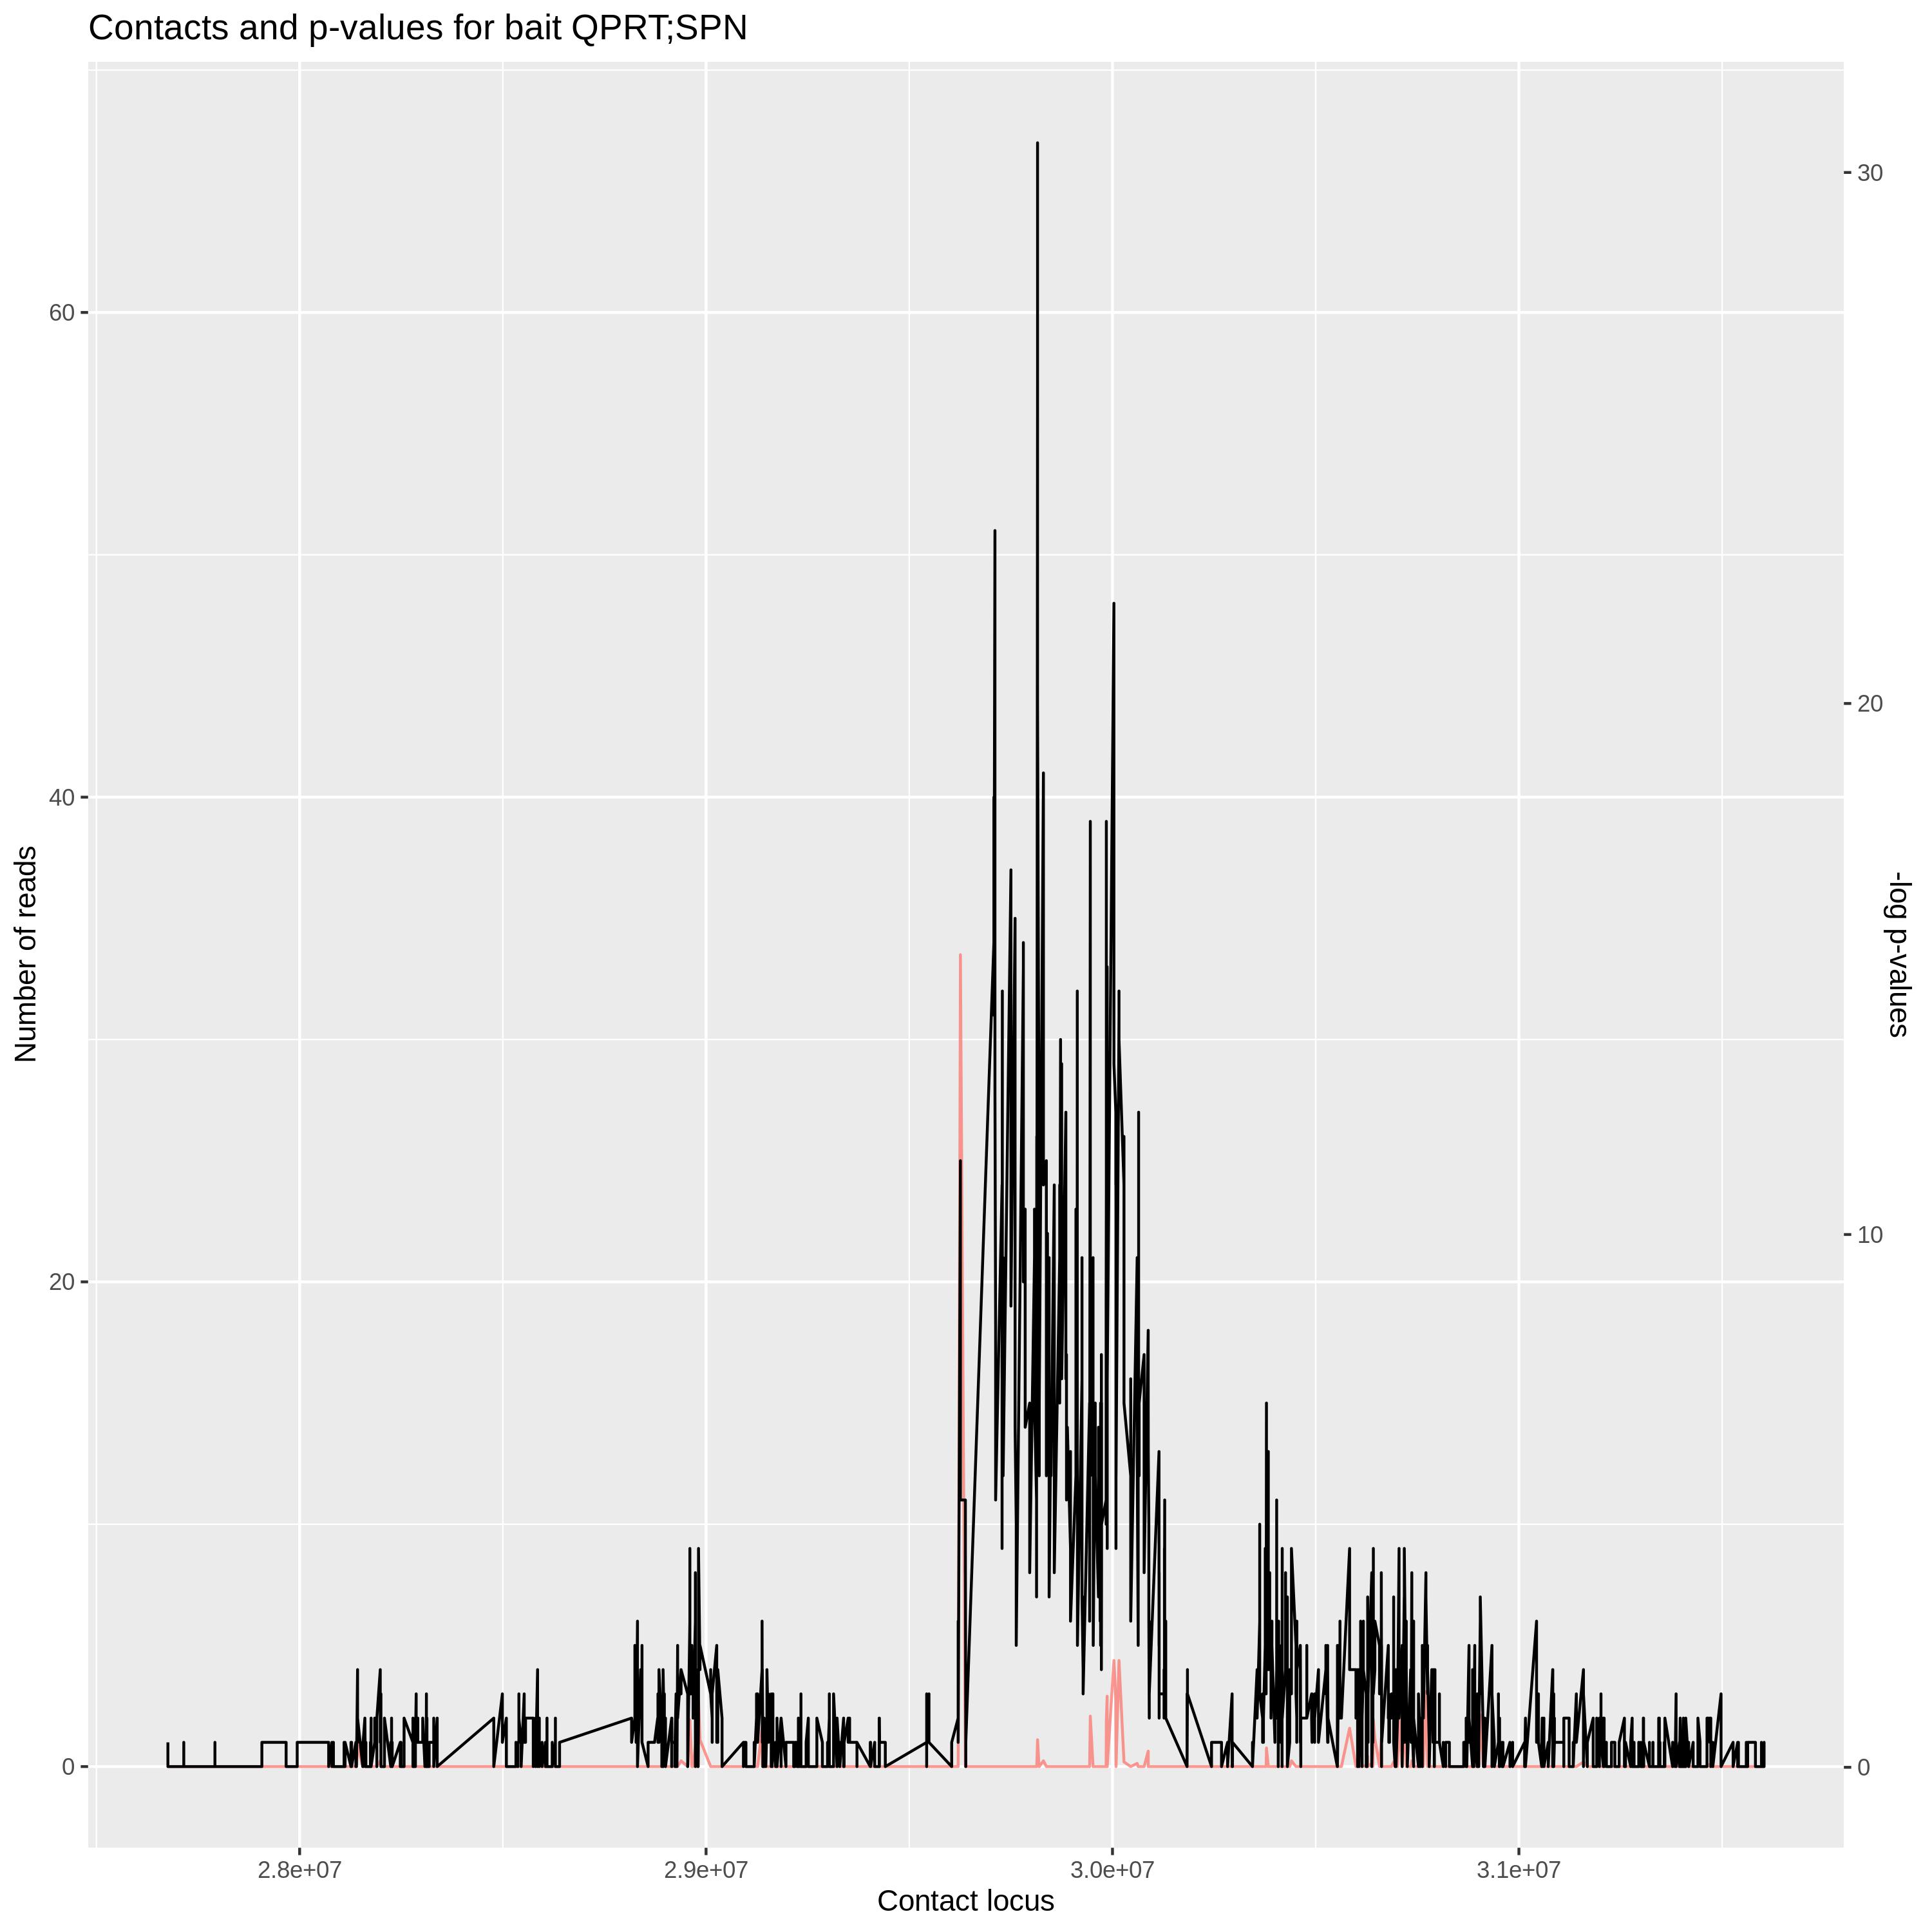 Contacts and p-values for bait QPRT;SPN
60
40
20
0
30
20
10
0
Number of reads
-log p-values
2.8e+07
2.9e+07
3.0e+07
3.1e+07
Contact locus